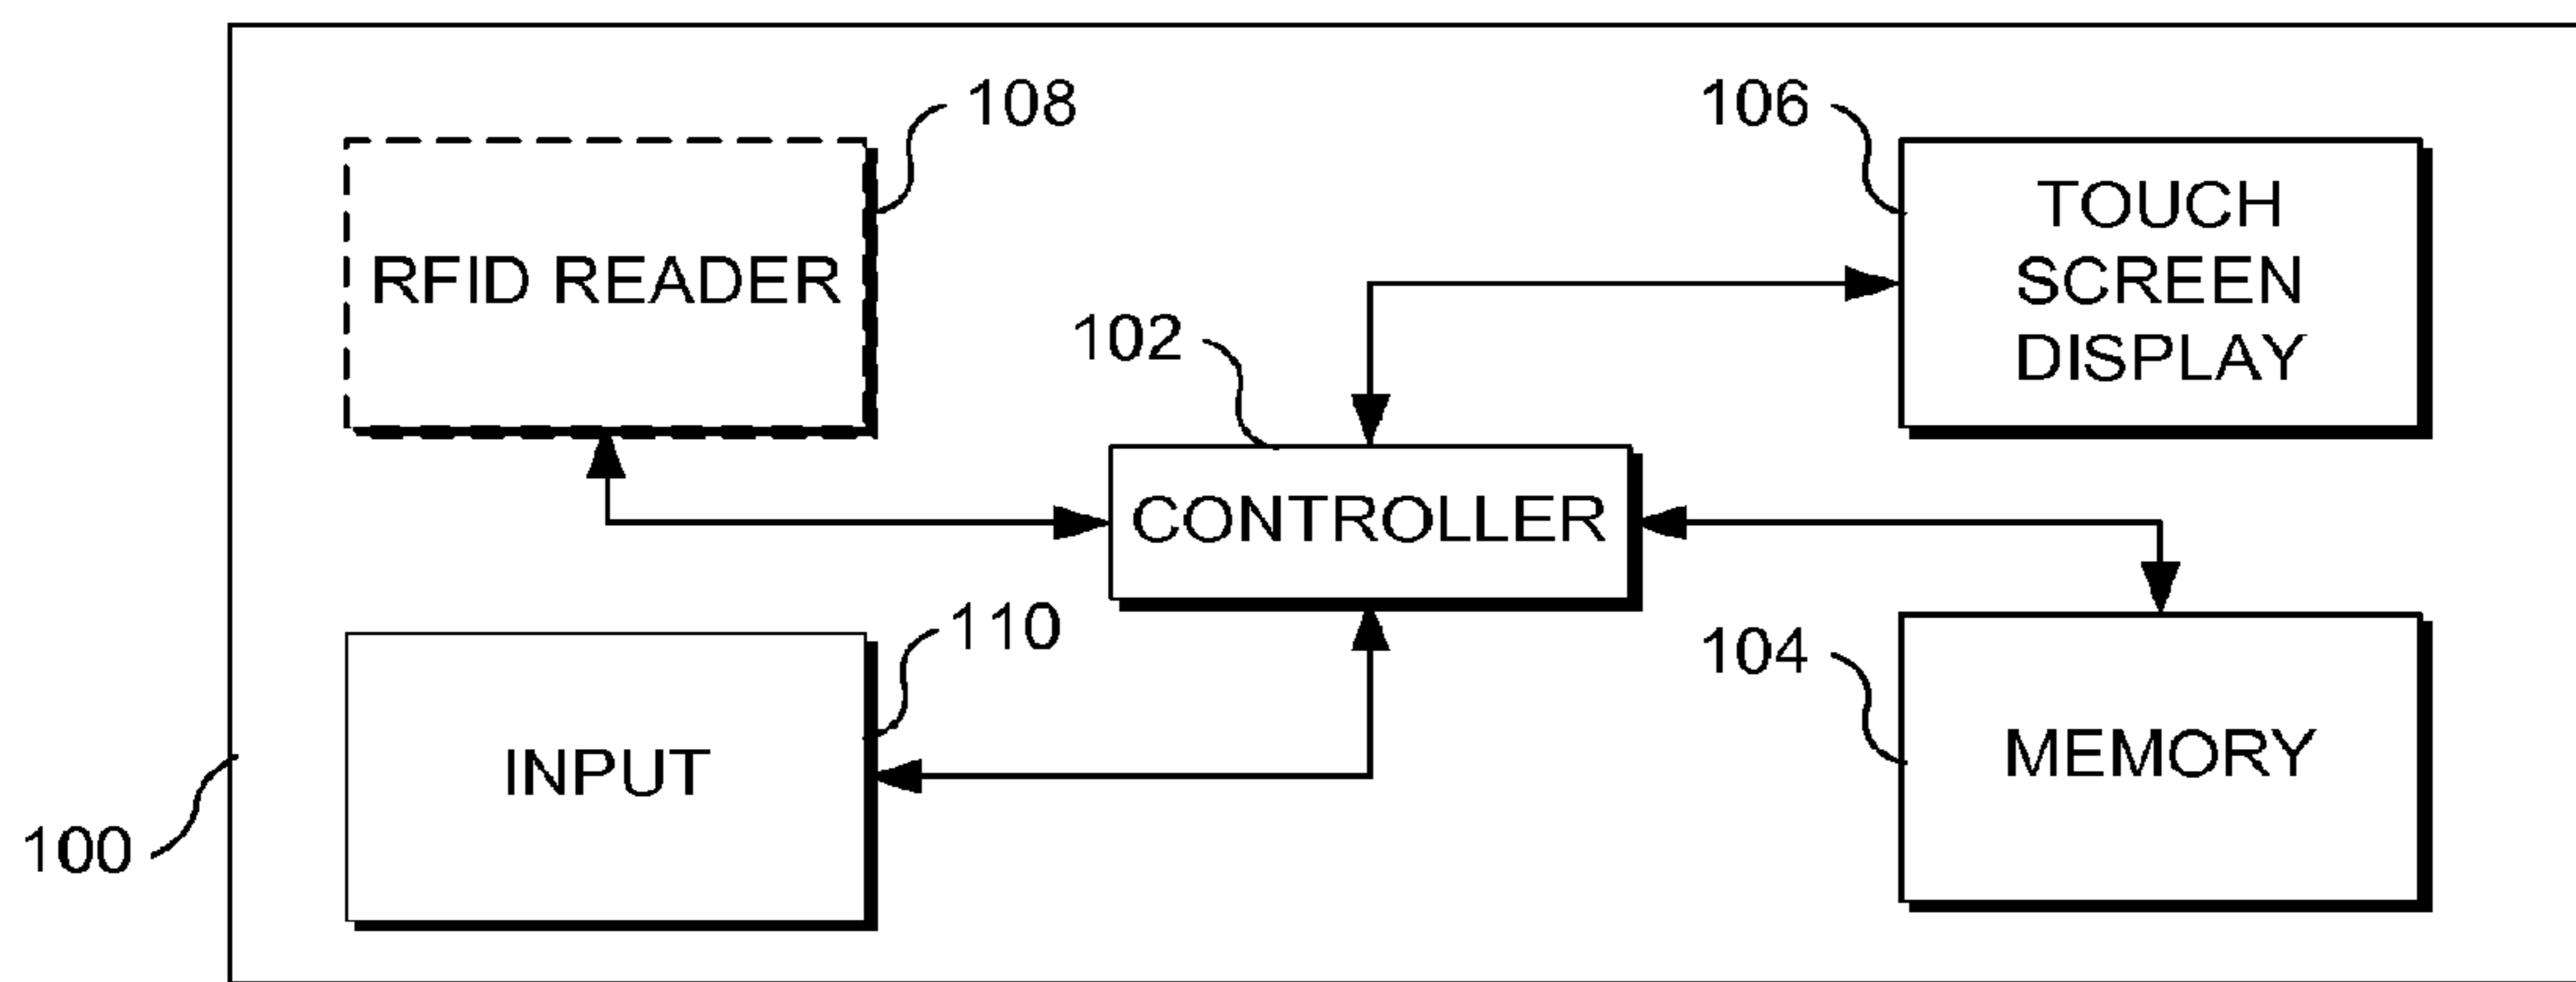 108
106
RFID READER
TOUCH
SCREEN
DISPLAY
102
CONTROLLER
110
104
INPUT
MEMORY
100